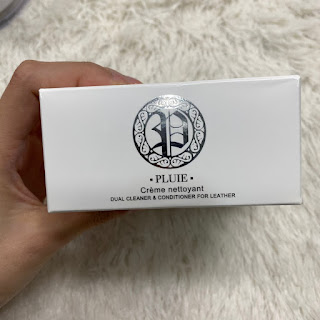 P
• PLUIE •
Crème nettoyant
DUAL CLEANER & CONDITIONER FOR LEATHER